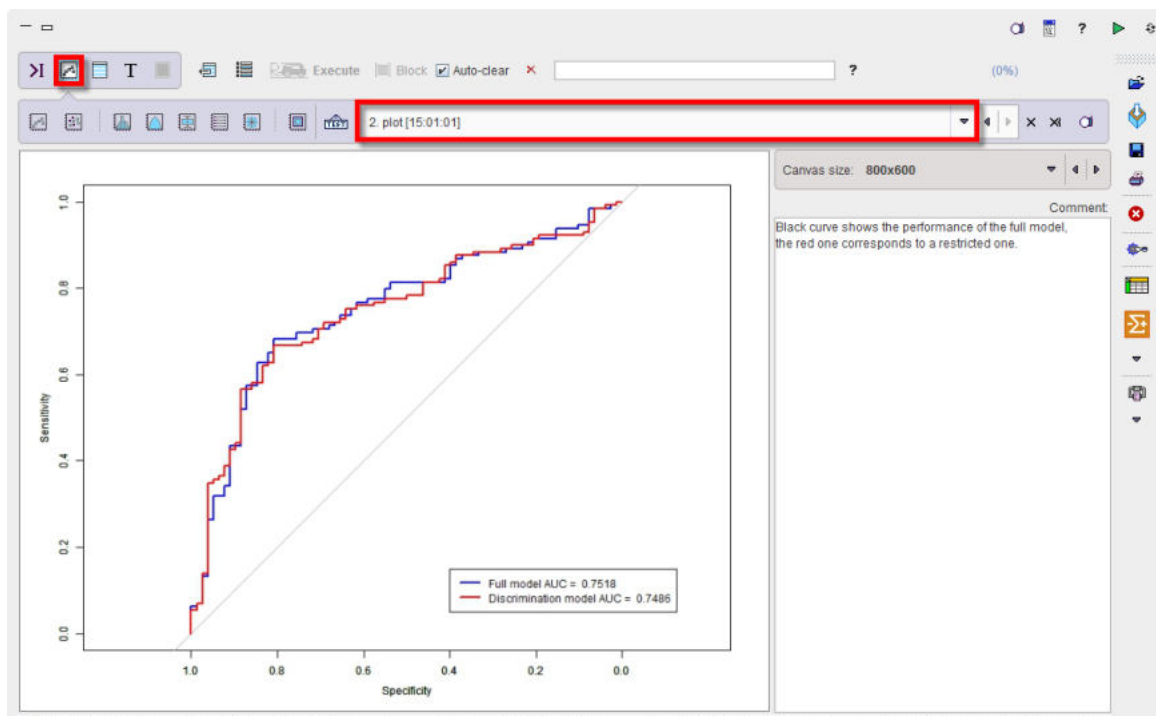 ?
T
Execute
Block
Auto-clear
?
(0%)
2. plot [15:01:01]
Canvas size: 800x600
Comment:
Black curve shows the performance of the full model,
the red one corresponds to a restricted one.
1.0
0.8
0.6
0.4
0.2
0.0
Sensitivity
Full model AUC = 0.7518
Discrimination model AUC = 0.7486
1.0
0.8
0.6
0.4
0.2
0.0
Specificity